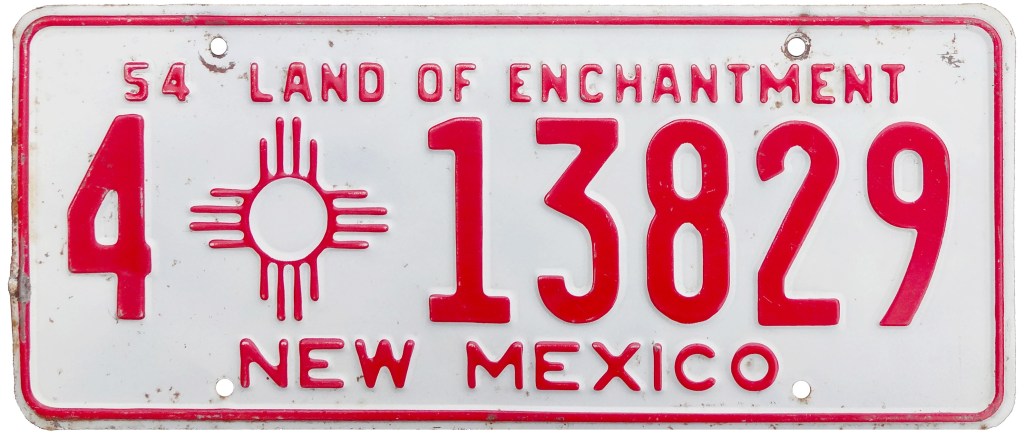 54 LAND OF ENCHANTMENT
4 13829
NEW MEXICO